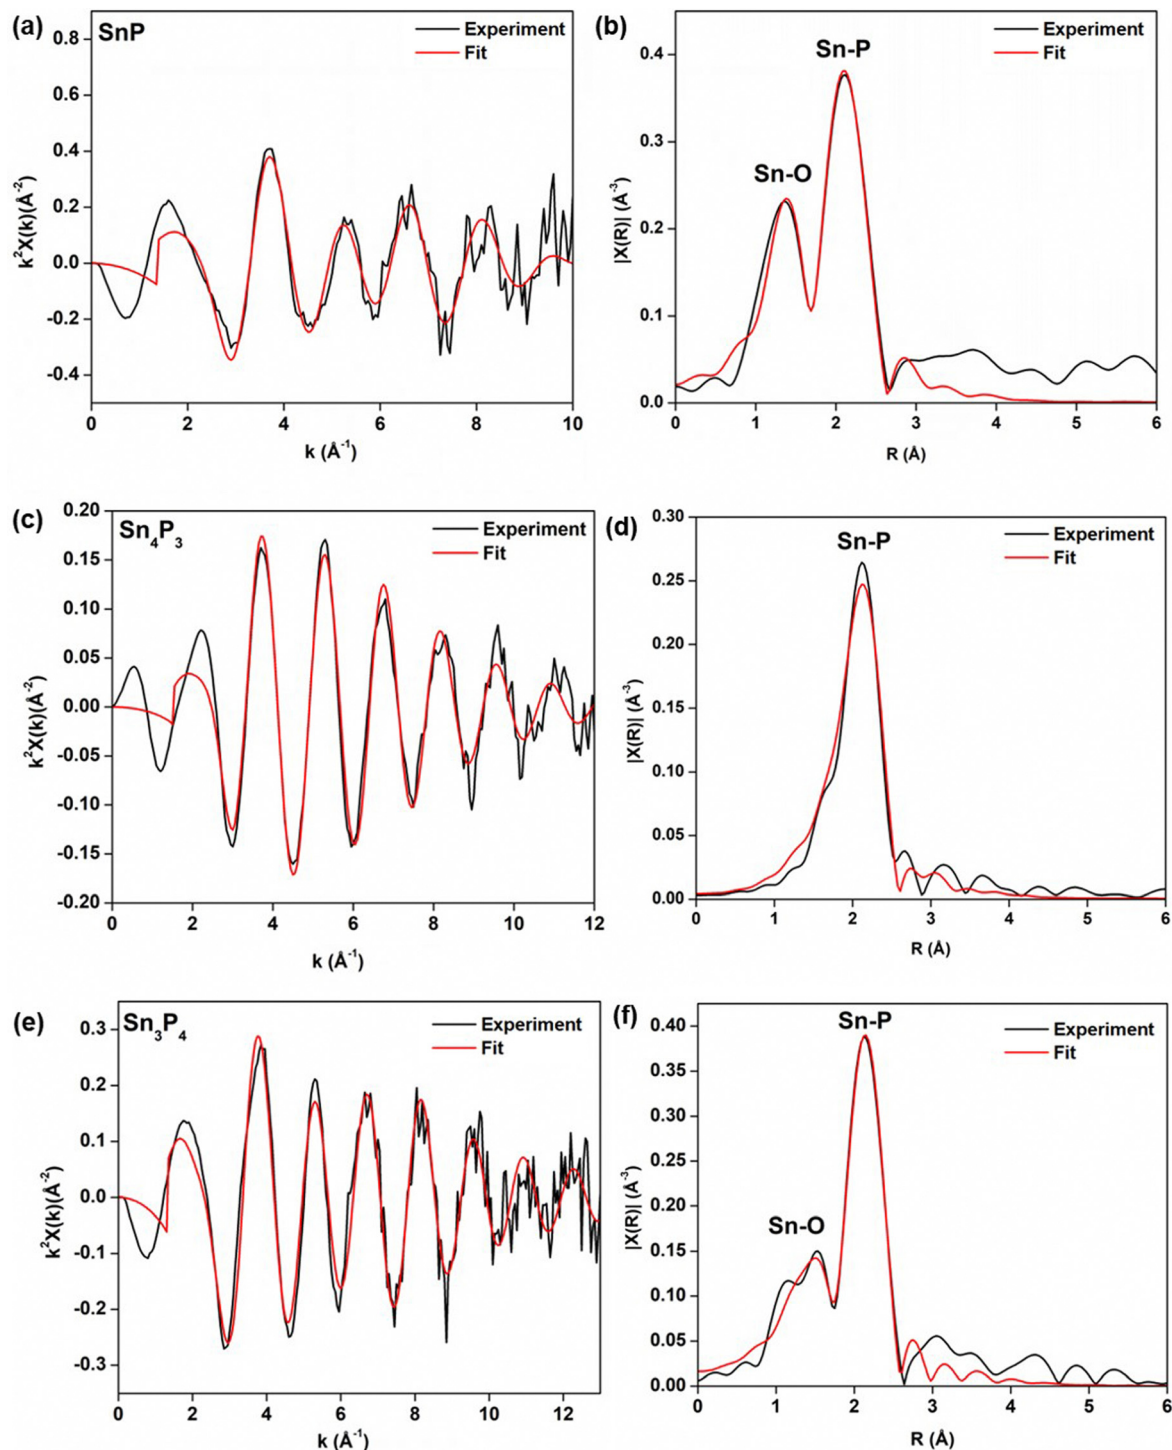 (a)
SnP
Experiment
Fit
0.8
0.6
0.4
0.2
0.0
-0.2
-0.4
k²X(k)(Å⁻²)
0 2 4 6 8 10
k (Å⁻¹)
(b)
Sn-P
Experiment
Fit
Sn-O
0.4
0.3
0.2
0.1
0.0
|X(R)| (Å⁻³)
0 1 2 3 4 5 6
R (Å)
(c)
Sn₄P₃
Experiment
Fit
0.20
0.15
0.10
0.05
0.00
-0.05
-0.10
-0.15
-0.20
k²X(k)(Å⁻²)
0 2 4 6 8 10 12
k (Å⁻¹)
(d)
Sn-P
Experiment
Fit
0.30
0.25
0.20
0.15
0.10
0.05
0.00
|X(R)| (Å⁻³)
0 1 2 3 4 5 6
R (Å)
(e)
Sn₃P₄
Experiment
Fit
0.3
0.2
0.1
0.0
-0.1
-0.2
-0.3
k²X(k)(Å⁻²)
0 2 4 6 8 10 12
k (Å⁻¹)
(f)
Sn-P
Experiment
Fit
Sn-O
0.40
0.35
0.30
0.25
0.20
0.15
0.10
0.05
0.00
|X(R)| (Å⁻³)
0 1 2 3 4 5 6
R (Å)